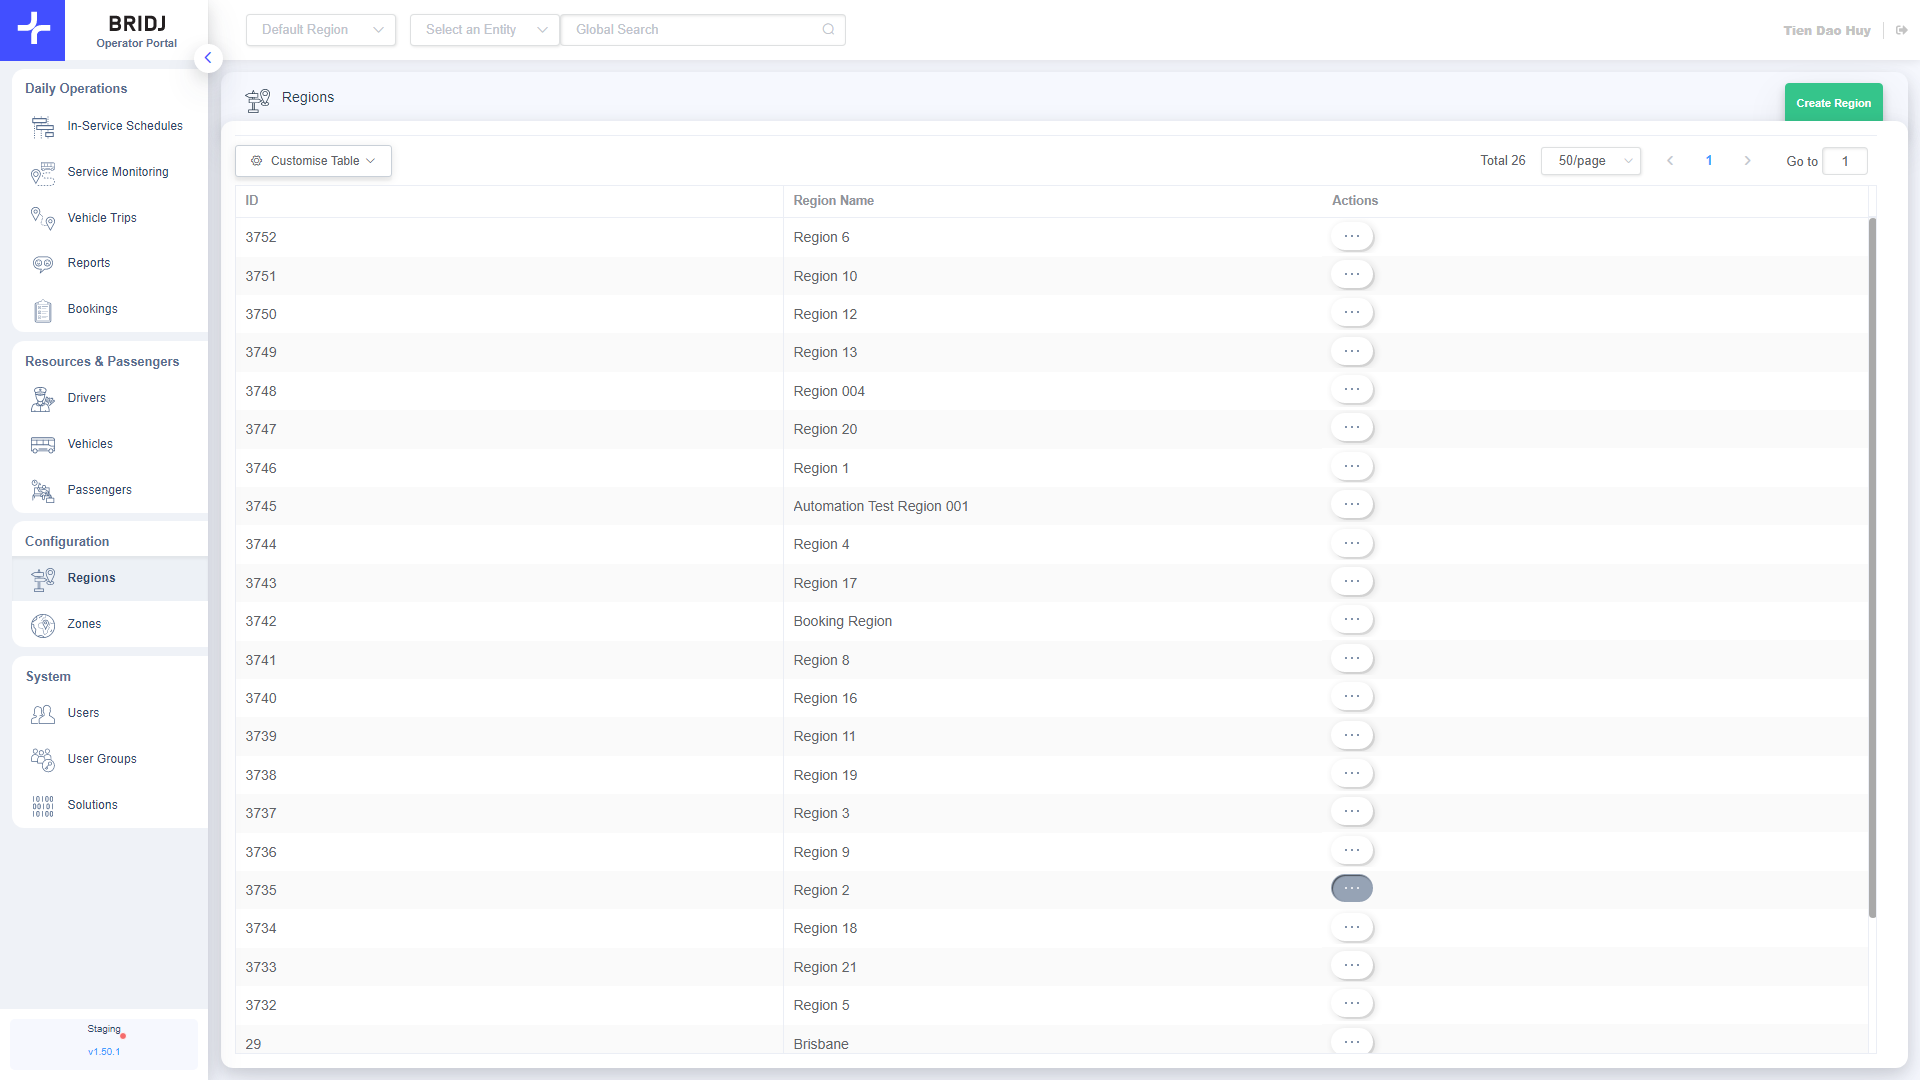 BRIDJ
Operator Portal
Default Region
Select an Entity
Global Search
Tien Dao Huy
Daily Operations
In-Service Schedules
Service Monitoring
Vehicle Trips
Reports
Bookings
Resources & Passengers
Drivers
Vehicles
Passengers
Configuration
Regions
Zones
System
Users
User Groups
Solutions
Staging
v1.50.1
Regions
Create Region
Customise Table
Total 26
50/page
1
Go to
1
ID Region Name Actions
3752 Region 6 ...
3751 Region 10 ...
3750 Region 12 ...
3749 Region 13 ...
3748 Region 004 ...
3747 Region 20 ...
3746 Region 1 ...
3745 Automation Test Region 001 ...
3744 Region 4 ...
3743 Region 17 ...
3742 Booking Region ...
3741 Region 8 ...
3740 Region 16 ...
3739 Region 11 ...
3738 Region 19 ...
3737 Region 3 ...
3736 Region 9 ...
3735 Region 2 ...
3734 Region 18 ...
3733 Region 21 ...
3732 Region 5 ...
29 Brisbane ...